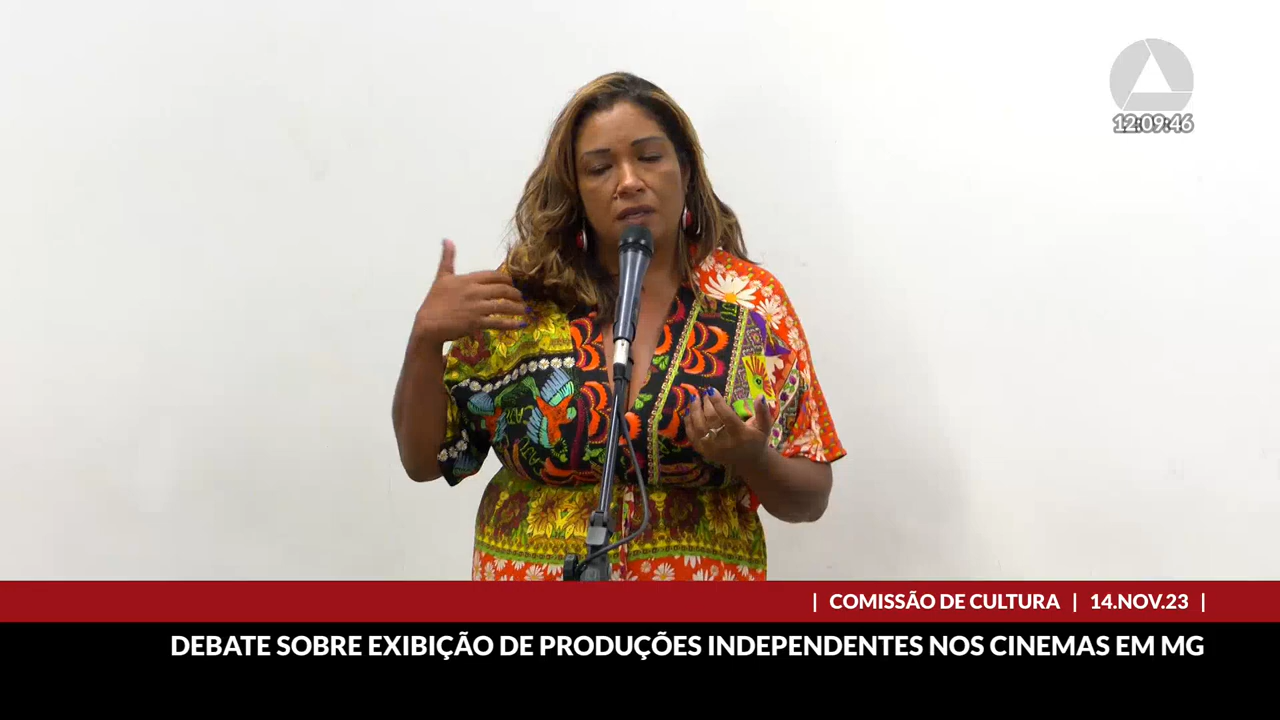 12:09:46
| COMISSÃO DE CULTURA | 14.NOV.23 |
DEBATE SOBRE EXIBIÇÃO DE PRODUÇÕES INDEPENDENTES NOS CINEMAS EM MG